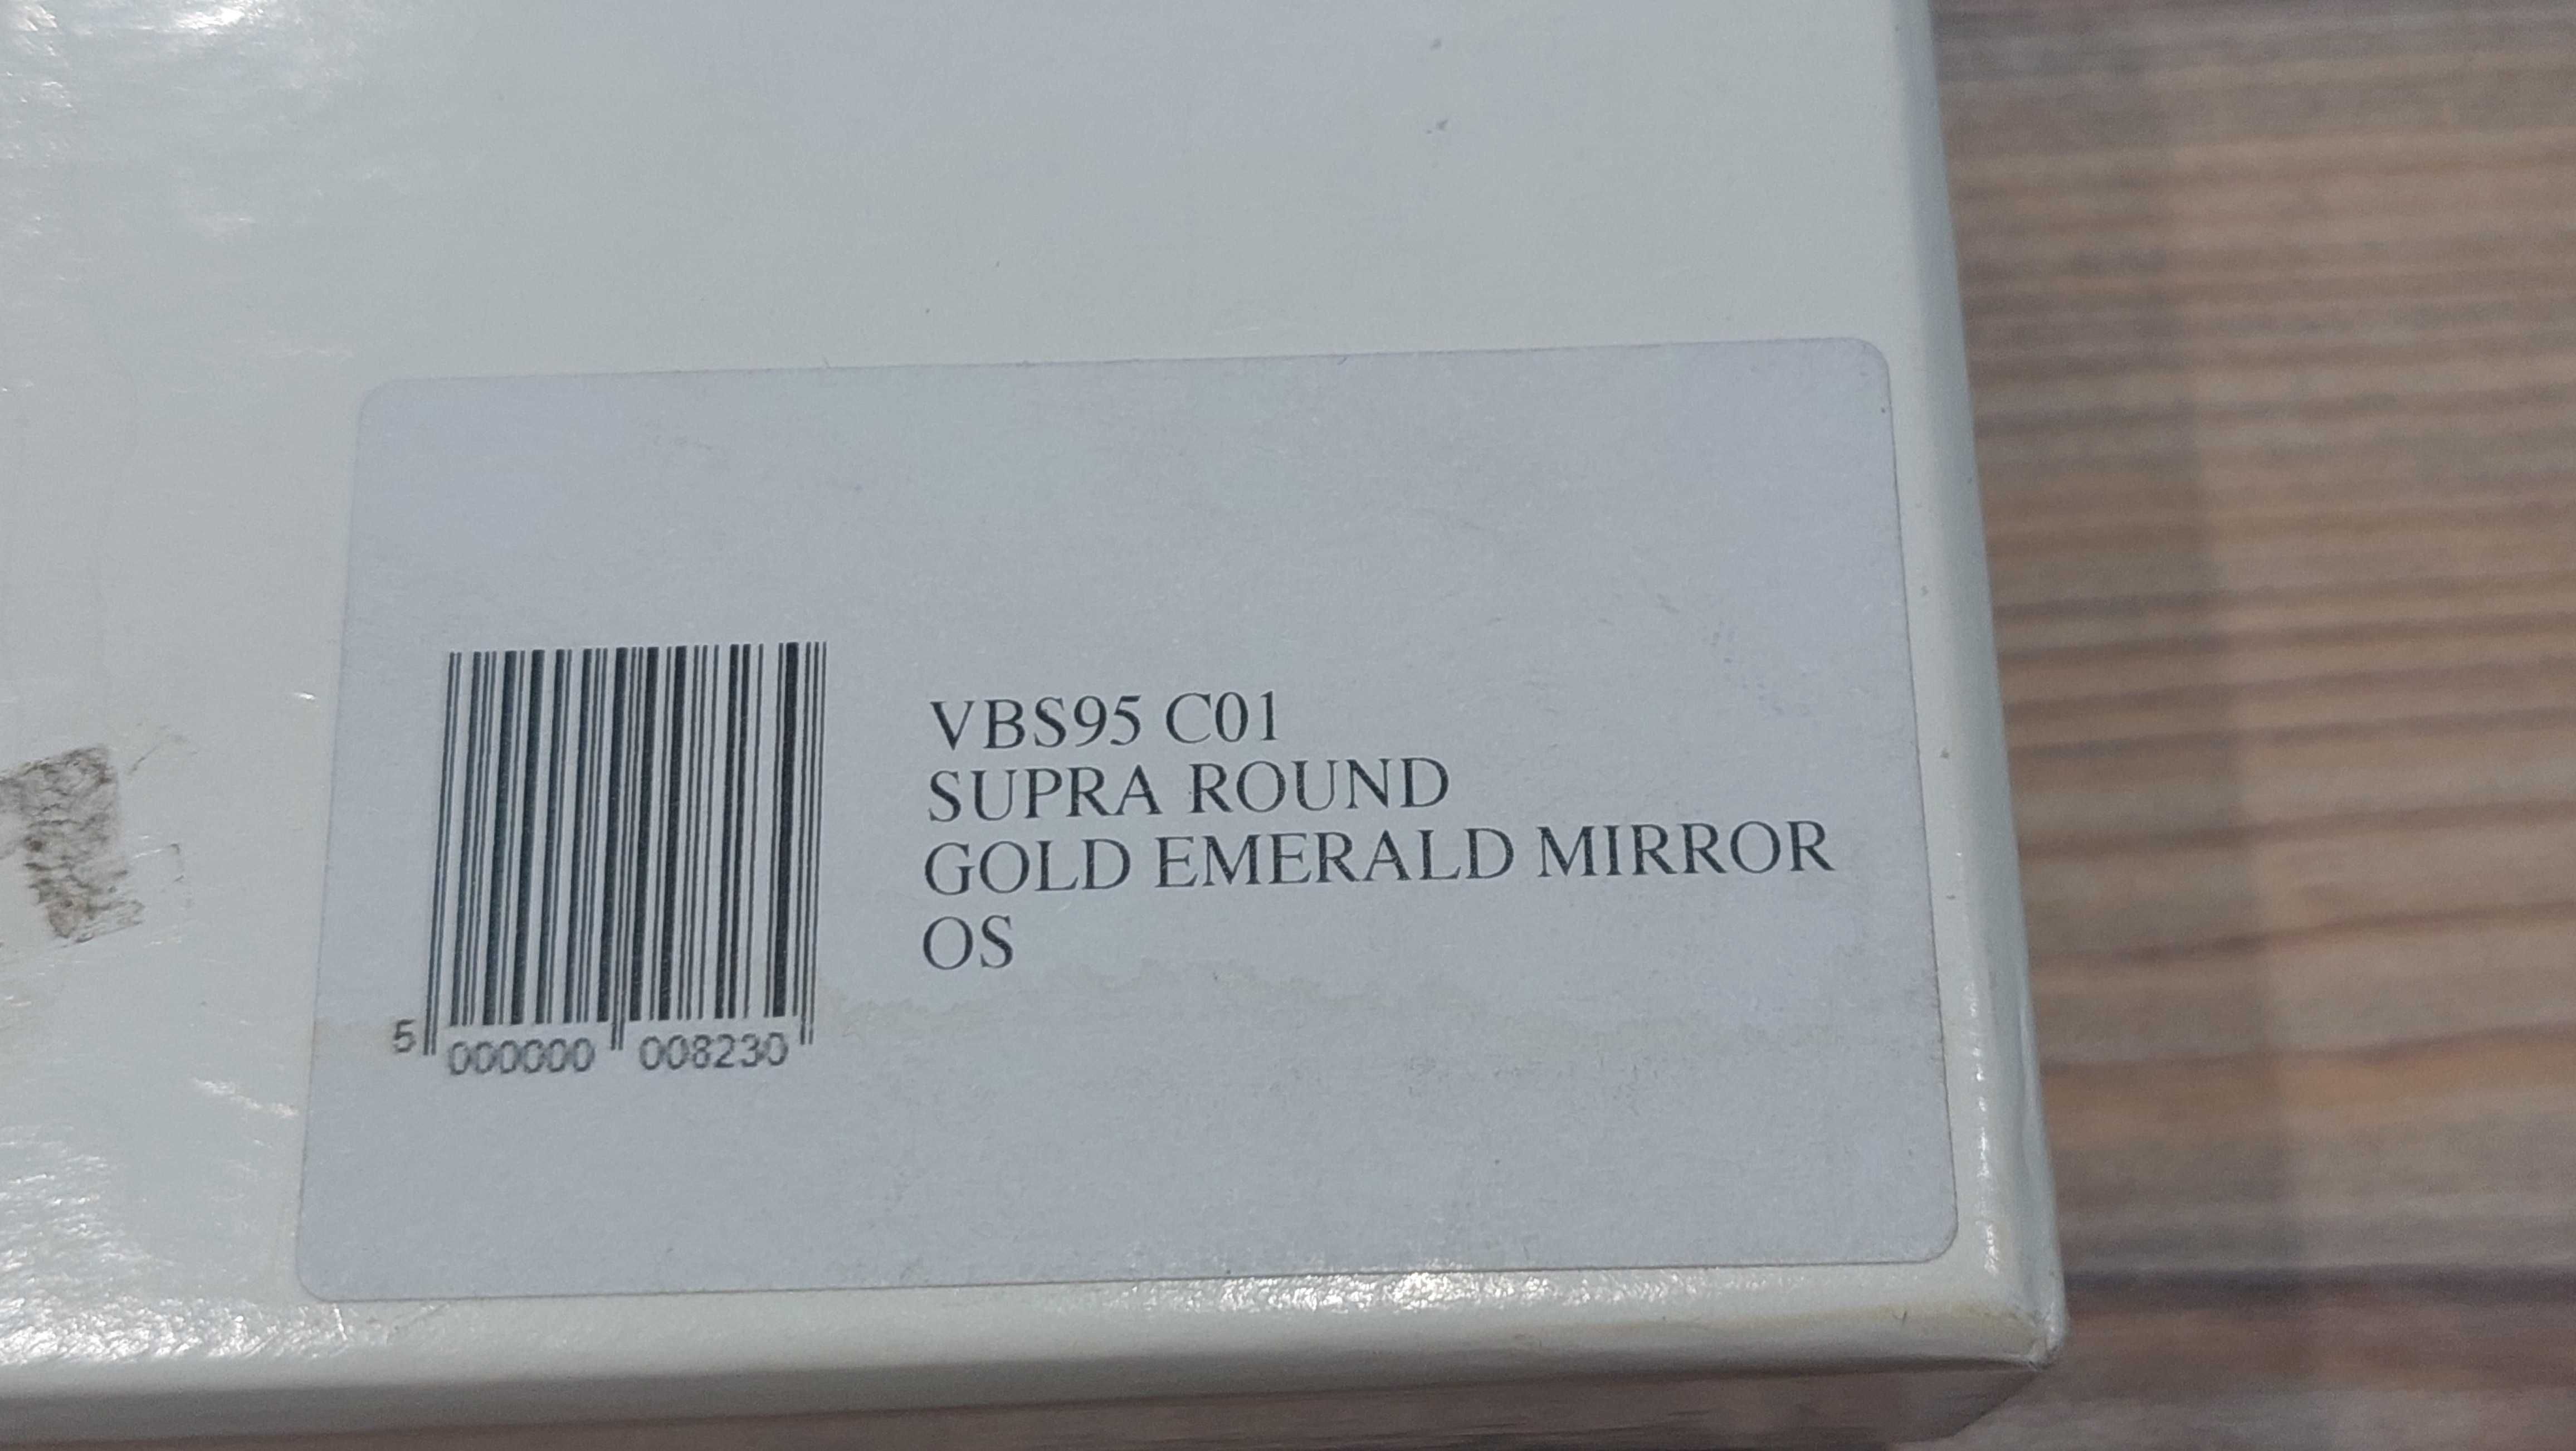 VBS95 C01
SUPRA ROUND
GOLD EMERALD MIRROR
OS
5 000000 008230